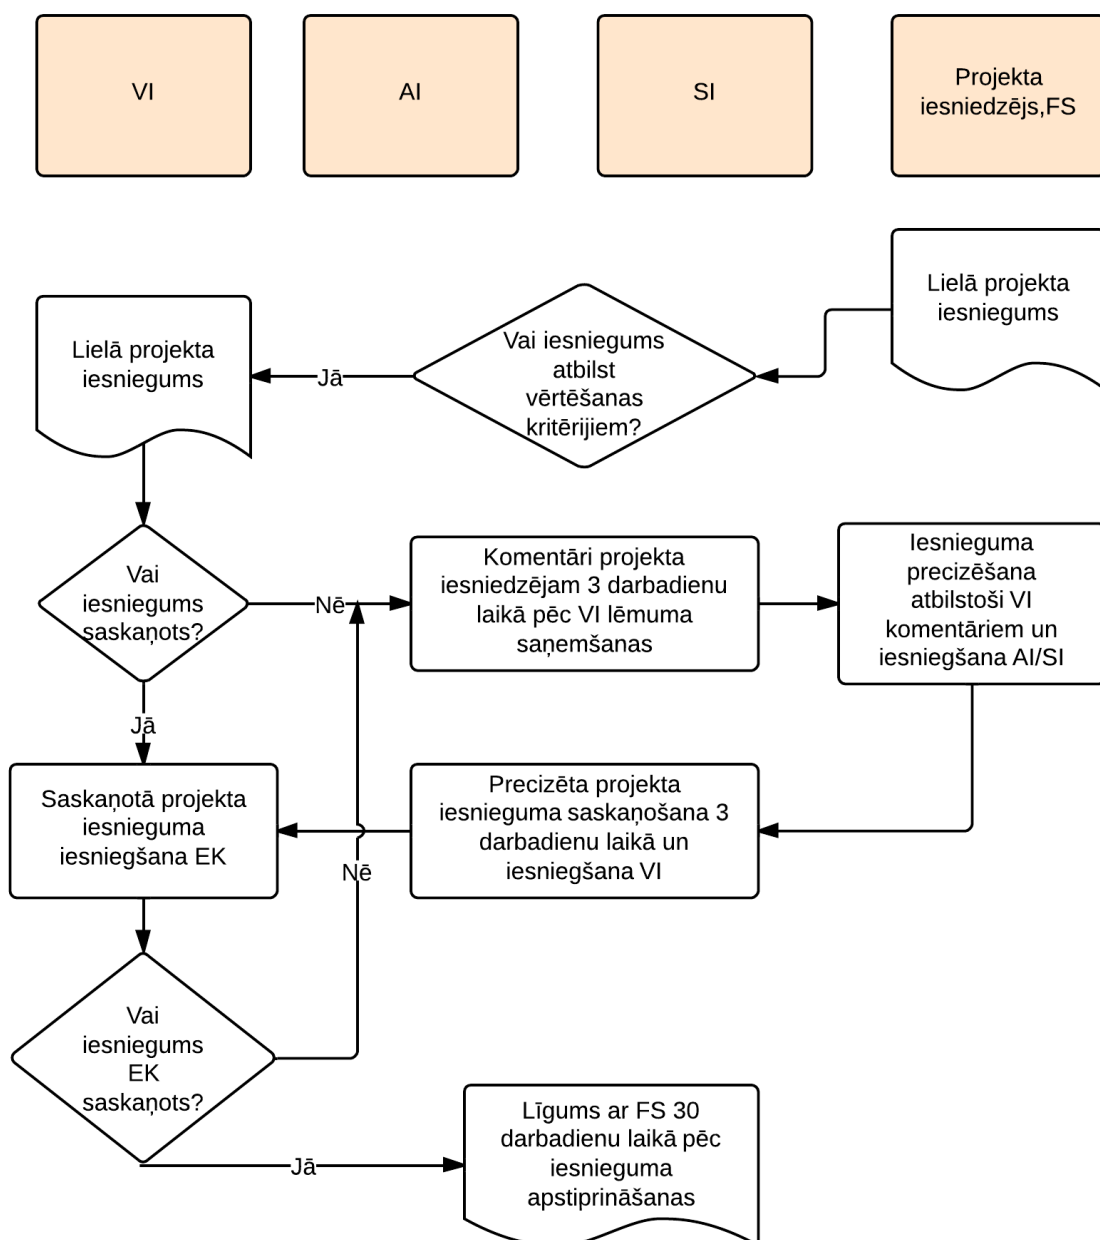 VI
AI
SI
Projekta
iesniedzējs,FS
Lielā projekta
iesniegums
Vai iesniegums
atbilst
vērtēšanas
kritērijiem?
Jā
Lielā projekta
iesniegums
Vai
iesniegums
saskaņots?
Nē
Komentāri projekta
iesniedzējam 3 darbadienu
laikā pēc VI lēmuma
saņemšanas
Iesnieguma
precizēšana
atbilstoši VI
komentāriem un
iesniegšana AI/SI
Jā
Saskaņotā projekta
iesnieguma
iesniegšana EK
Precizēta projekta
iesnieguma saskaņošana 3
darbadienu laikā un
iesniegšana VI
Nē
Vai
iesniegums
EK
saskaņots?
Jā
Līgums ar FS 30
darbadienu laikā pēc
iesnieguma
apstiprināšanas